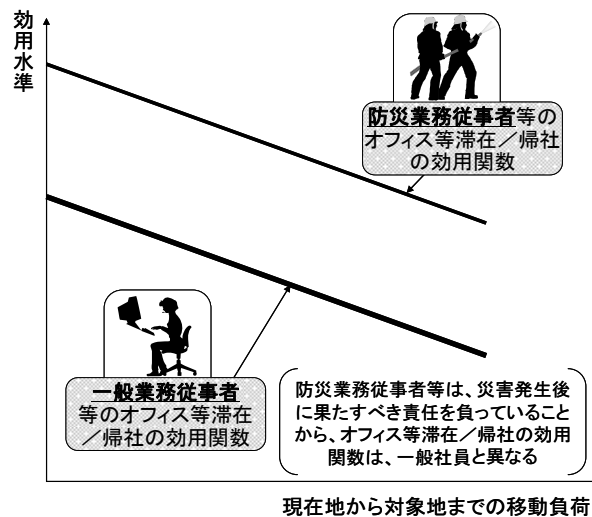 効用水準
防災業務従事者等の
オフィス等滞在／帰社
の効用関数
一般業務従事者
等のオフィス等滞在
／帰社の効用関数
防災業務従事者等は、災害発生後
に果たすべき責任を負っていること
から、オフィス等滞在／帰社の効用
関数は、一般社員と異なる
現在地から対象地までの移動負荷